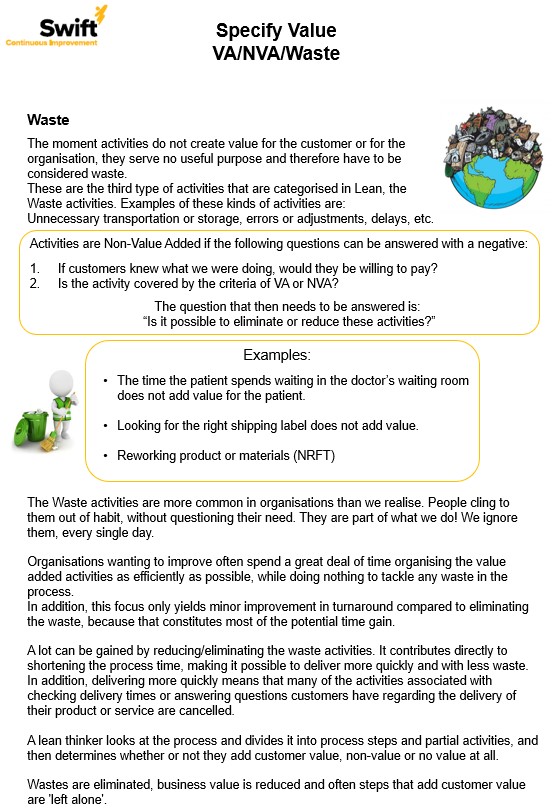 Swift
Continuous Improvement
Specify Value
VA/NVA/Waste
Waste
The moment activities do not create value for the customer or for the
organisation, they serve no useful purpose and therefore have to be
considered waste.
These are the third type of activities that are categorised in Lean, the
Waste activities. Examples of these kinds of activities are:
Unnecessary transportation or storage, errors or adjustments, delays, etc.
Activities are Non-Value Added if the following questions can be answered with a negative:
1. If customers knew what we were doing, would they be willing to pay?
2. Is the activity covered by the criteria of VA or NVA?
The question that then needs to be answered is:
“Is it possible to eliminate or reduce these activities?”
Examples:
• The time the patient spends waiting in the doctor’s waiting room
does not add value for the patient.
• Looking for the right shipping label does not add value.
• Reworking product or materials (NRFT)
The Waste activities are more common in organisations than we realise. People cling to
them out of habit, without questioning their need. They are part of what we do! We ignore
them, every single day.
Organisations wanting to improve often spend a great deal of time organising the value
added activities as efficiently as possible, while doing nothing to tackle any waste in the
process.
In addition, this focus only yields minor improvement in turnaround compared to eliminating
the waste, because that constitutes most of the potential time gain.
A lot can be gained by reducing/eliminating the waste activities. It contributes directly to
shortening the process time, making it possible to deliver more quickly and with less waste.
In addition, delivering more quickly means that many of the activities associated with
checking delivery times or answering questions customers have regarding the delivery of
their product or service are cancelled.
A lean thinker looks at the process and divides it into process steps and partial activities, and
then determines whether or not they add customer value, non-value or no value at all.
Wastes are eliminated, business value is reduced and often steps that add customer value
are 'left alone'.